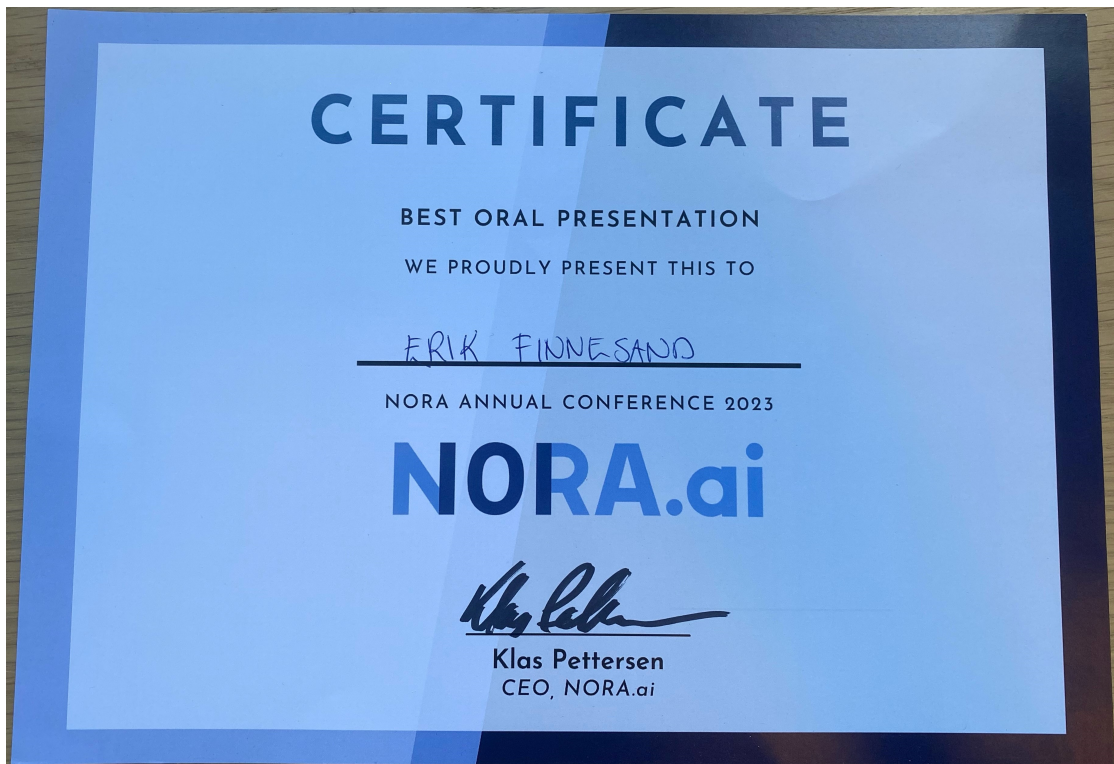 CERTIFICATE
BEST ORAL PRESENTATION
WE PROUDLY PRESENT THIS TO
ERIK FINNESAND
NORA ANNUAL CONFERENCE 2023
NORA.ai
Klas Pettersen
CEO, NORA.ai